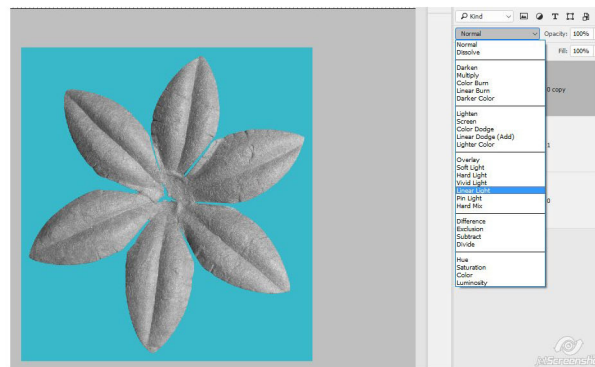 Kind
Normal
Opacity: 100%
Normal
Dissolve
Fill: 100%
Darken
Multiply
Color Burn
Linear Burn
Darker Color
0 copy
Lighten
Screen
Color Dodge
Linear Dodge (Add)
Lighter Color
1
Overlay
Soft Light
Hard Light
Vivid Light
Linear Light
Pin Light
Hard Mix
0
Difference
Exclusion
Subtract
Divide
Hue
Saturation
Color
Luminosity